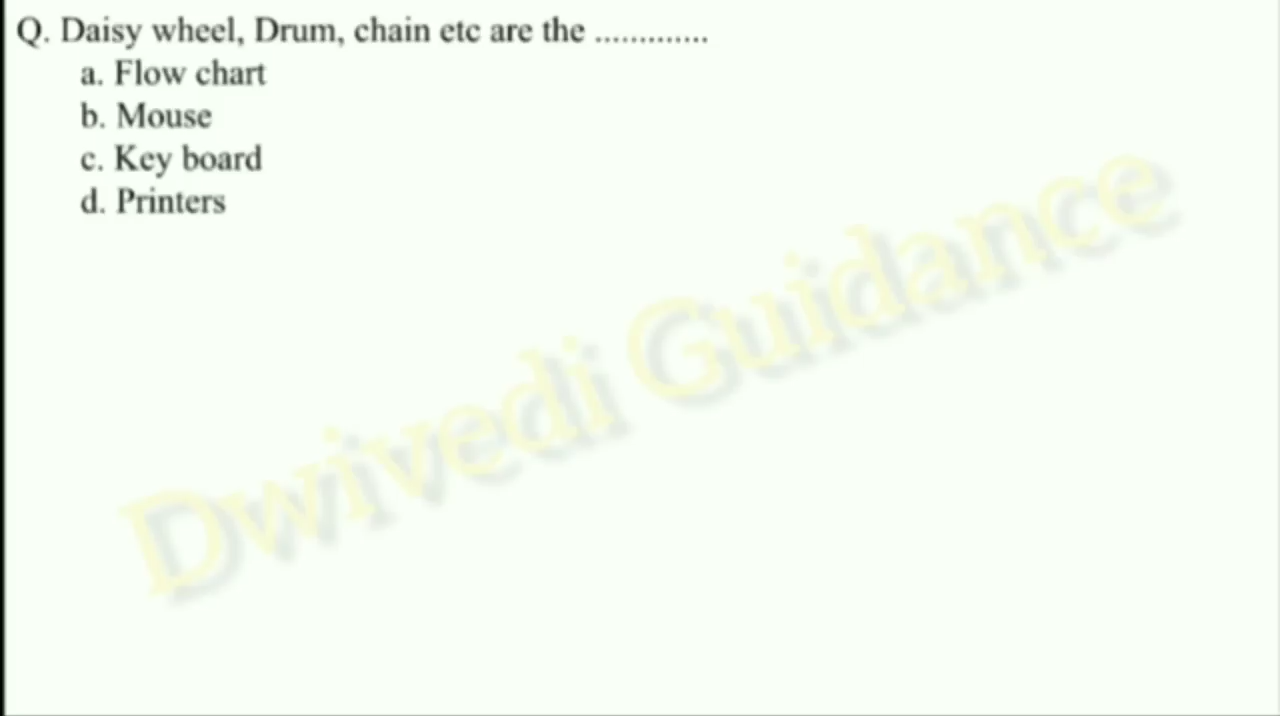 Q. Daisy wheel, Drum, chain etc are the .............
a. Flow chart
b. Mouse
c. Key board
d. Printers
Dwivedi Guidance